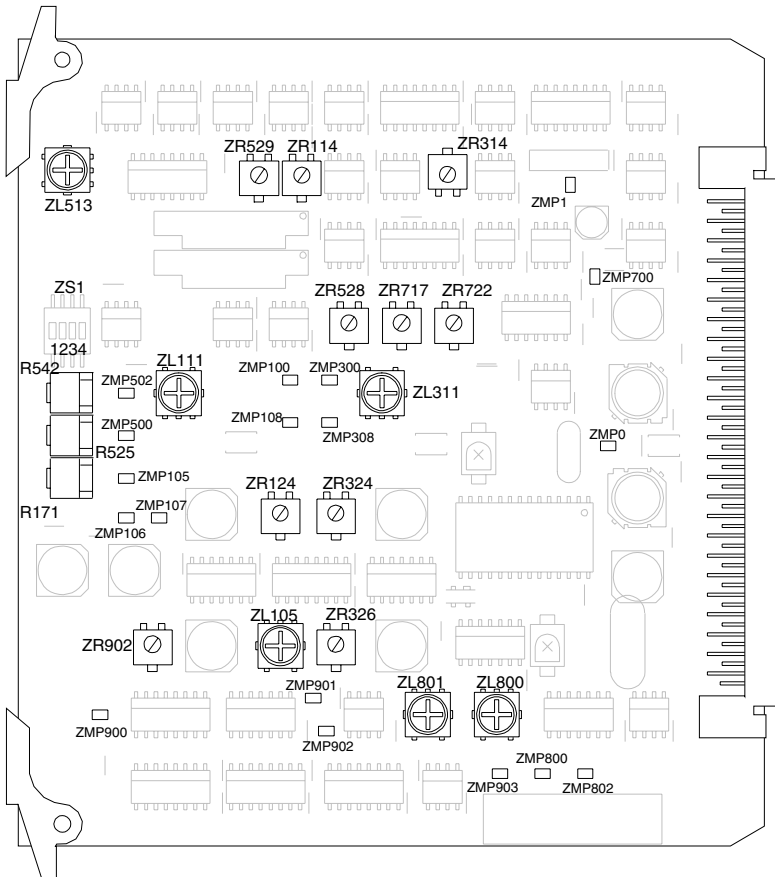 ZR529 ZR114 ZR314
ZL513
ZMP1
ZS1
ZMP700
ZR528 ZR717 ZR722
1234
R542
ZL111
ZMP502
ZMP100 ZMP300
ZL311
ZMP500
ZMP108
ZMP308
ZMP0
R525
ZMP105
ZR124 ZR324
R171
ZMP107
ZMP106
ZL105 ZR326
ZR902
ZMP901
ZL801 ZL800
ZMP900
ZMP902
ZMP800
ZMP903
ZMP802